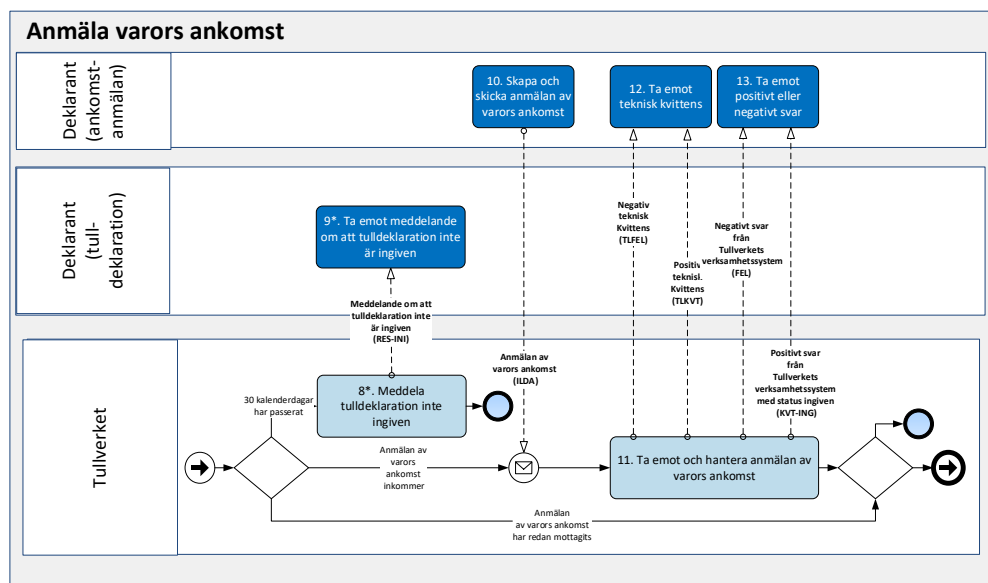 Anmäla varors ankomst
Deklarant
(ankomst-
anmälan)
10. Skapa och
skicka anmälan av
varors ankomst
12. Ta emot
teknisk kvittens
13. Ta emot
positivt eller
negativt svar
Deklarant
(tull-
deklaration)
9*. Ta emot meddelande
om att tulldeklaration inte
är ingiven
Negativ
teknisk
Kvittens
(TLFEL)
Positiv
teknisk
Kvittens
(TLKVT)
Negativt svar
från
Tullverkets
verksamhetssystem
(FEL)
Meddelande om att
tulldeklaration inte
är ingiven
(RES-INI)
Anmälan av
varors ankomst
(ILDA)
Positivt svar
från
Tullverkets
verksamhetssystem
med status ingiven
(KVT-ING)
Tullverket
30 kalenderdagar
har passerat
8*. Meddela
tulldeklaration inte
ingiven
Anmälan av
varors
ankomst
inkommer
11. Ta emot och hantera anmälan av
varors ankomst
Anmälan
av varors ankomst
har redan mottagits